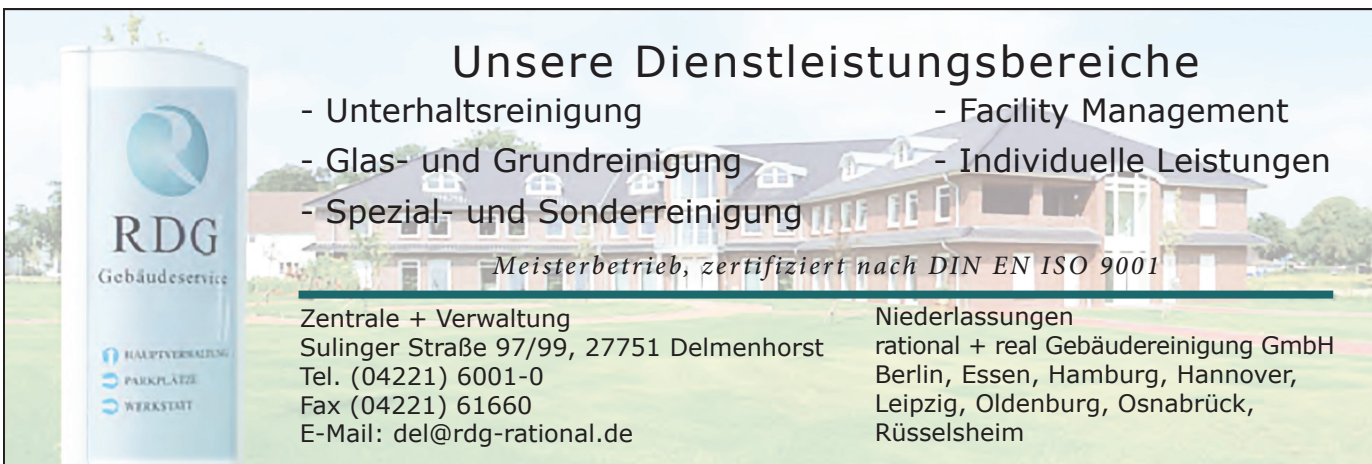 RDG
Gebäudeservice
HAUPTVERWALTUNG
PARKPLÄTZE
WERKSTATT
Unsere Dienstleistungsbereiche
- Unterhaltsreinigung
- Glas- und Grundreinigung
- Spezial- und Sonderreinigung
- Facility Management
- Individuelle Leistungen
Meisterbetrieb, zertifiziert nach DIN EN ISO 9001
Zentrale + Verwaltung
Sulinger Straße 97/99, 27751 Delmenhorst
Tel. (04221) 6001-0
Fax (04221) 61660
E-Mail: del@rdg-rational.de
Niederlassungen
rational + real Gebäudereinigung GmbH
Berlin, Essen, Hamburg, Hannover,
Leipzig, Oldenburg, Osnabrück,
Rüsselsheim